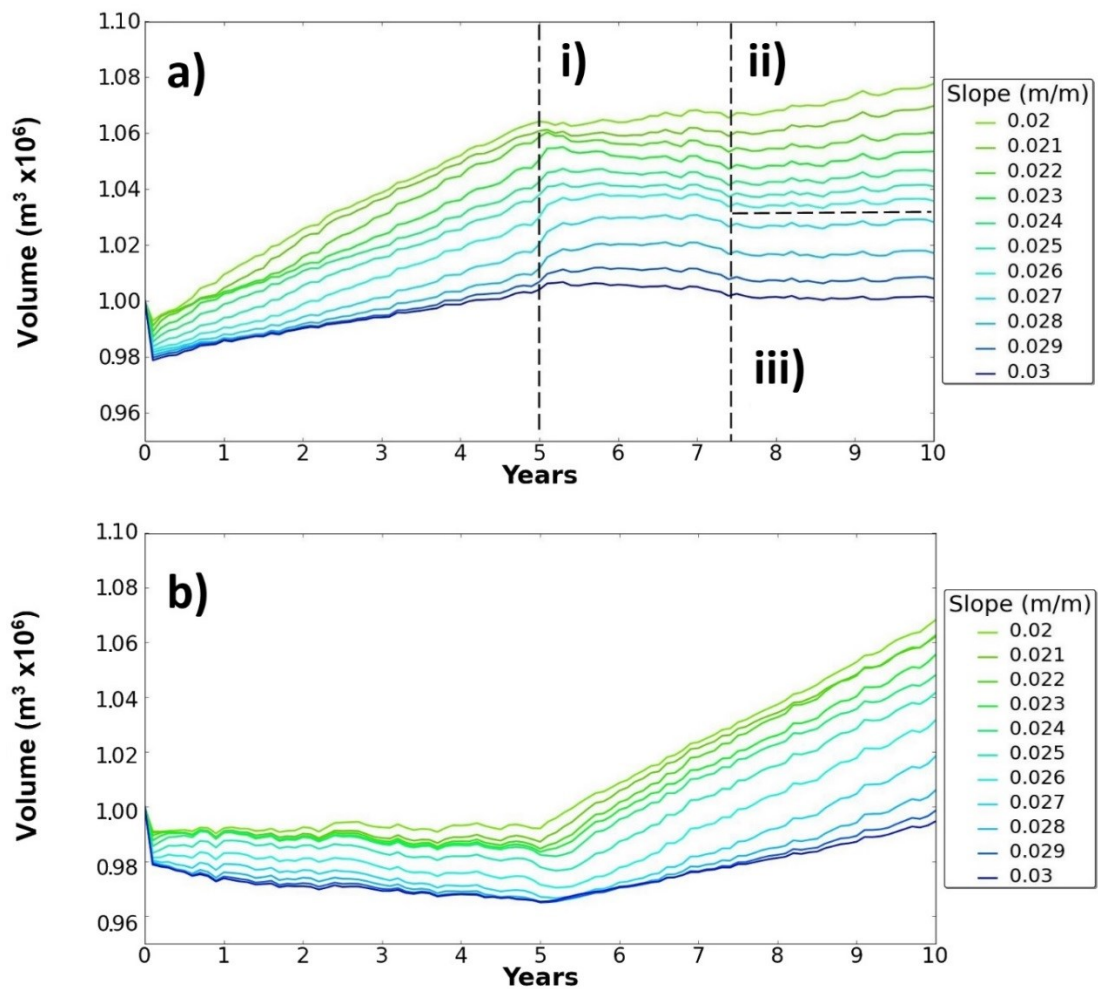 1.10
a)
i)
ii)
1.08
Slope (m/m)
0.02
0.021
0.022
0.023
0.024
0.025
0.026
0.027
0.028
0.029
0.03
1.06
1.04
1.02
1.00
0.98
0.96
iii)
Volume (m³ x10⁶)
0 1 2 3 4 5 6 7 8 9 10
Years
1.10
b)
1.08
Slope (m/m)
0.02
0.021
0.022
0.023
0.024
0.025
0.026
0.027
0.028
0.029
0.03
1.06
1.04
1.02
1.00
0.98
0.96
Volume (m³ x10⁶)
0 1 2 3 4 5 6 7 8 9 10
Years